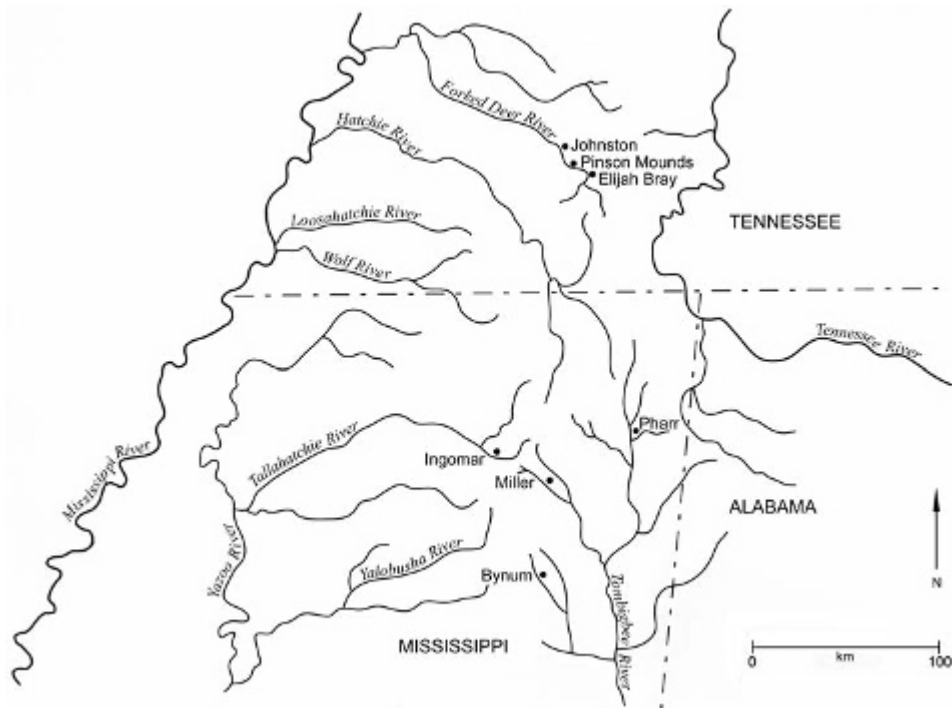 Forked Deer River
Hatchie River
Johnston
Pinson Mounds
Elijah Bray
Loosahatchie River
TENNESSEE
Wolf River
Tennessee River
Mississippi River
Tallahatchie River
Pharr
Ingomar
Miller
ALABAMA
N
Yazoo River
Yalobusha River
Bynum
Tombigbee River
MISSISSIPPI
0 100
km